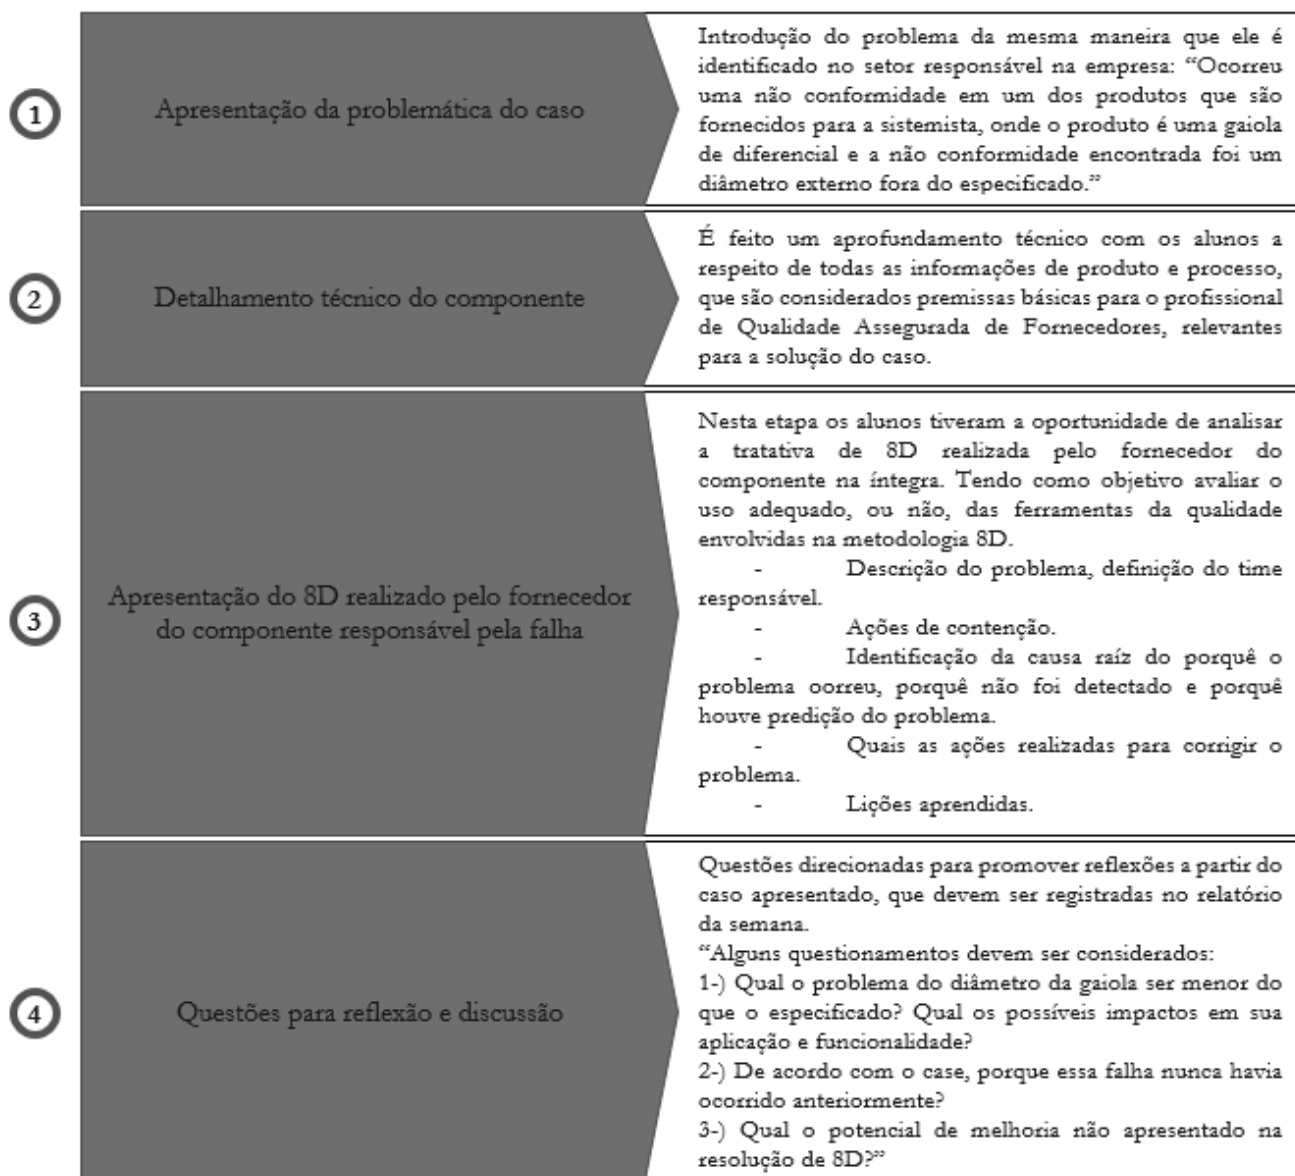 1
Apresentação da problemática do caso
Introdução do problema da mesma maneira que ele é
identificado no setor responsável na empresa: “Ocorreu
uma não conformidade em um dos produtos que são
fornecidos para a sistemista, onde o produto é uma gaiola
de diferencial e a não conformidade encontrada foi um
diâmetro externo fora do especificado.”
2
Detalhamento técnico do componente
É feito um aprofundamento técnico com os alunos a
respeito de todas as informações de produto e processo,
que são considerados premissas básicas para o profissional
de Qualidade Assegurada de Fornecedores, relevantes
para a solução do caso.
3
Apresentação do 8D realizado pelo fornecedor
do componente responsável pela falha
Nesta etapa os alunos tiveram a oportunidade de analisar
a tratativa de 8D realizada pelo fornecedor do
componente na íntegra. Tendo como objetivo avaliar o
uso adequado, ou não, das ferramentas da qualidade
envolvidas na metodologia 8D.
- Descrição do problema, definição do time
responsável.
- Ações de contenção.
- Identificação da causa raíz do porquê o
problema oorreu, porquê não foi detectado e porquê
houve predição do problema.
- Quais as ações realizadas para corrigir o
problema.
- Lições aprendidas.
4
Questões para reflexão e discussão
Questões direcionadas para promover reflexões a partir do
caso apresentado, que devem ser registradas no relatório
da semana.
“Alguns questionamentos devem ser considerados:
1-) Qual o problema do diâmetro da gaiola ser menor do
que o especificado? Qual os possíveis impactos em sua
aplicação e funcionalidade?
2-) De acordo com o case, porque essa falha nunca havia
ocorrido anteriormente?
3-) Qual o potencial de melhoria não apresentado na
resolução de 8D?”